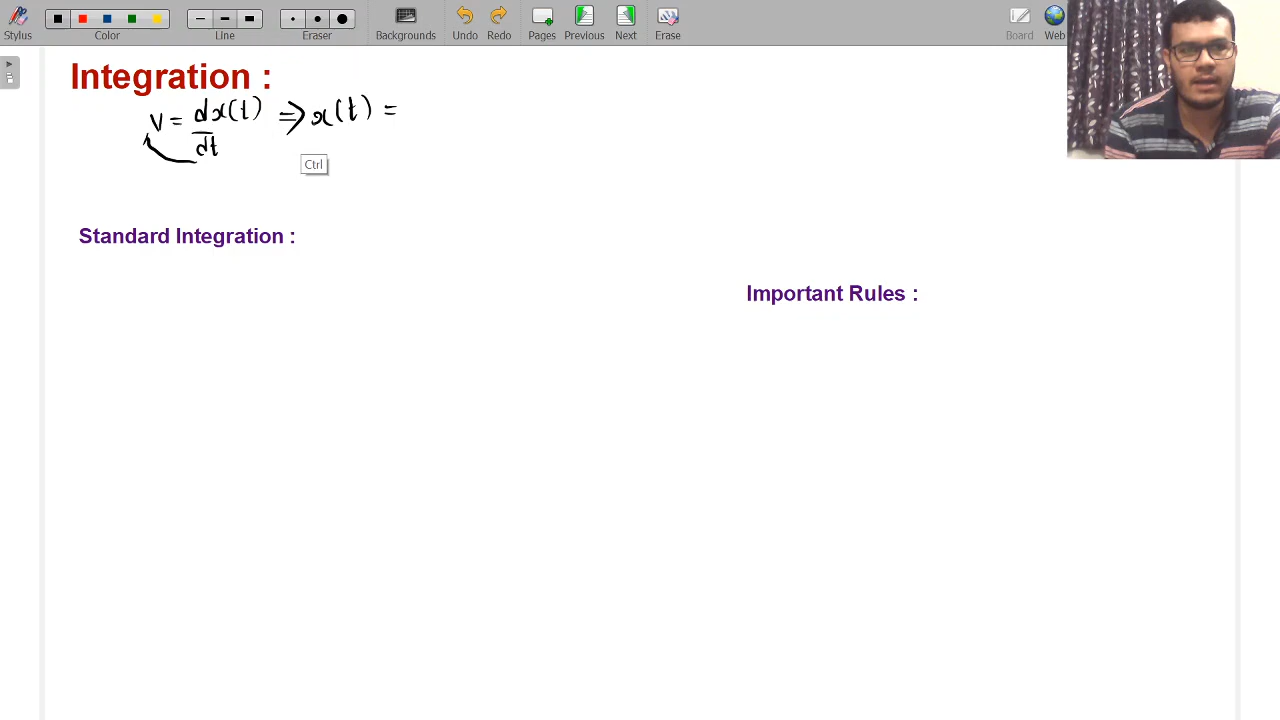 Stylus Color Line Eraser Backgrounds Undo Redo Pages Previous Next Erase Board Web
Integration :
v = dx(t)/dt ⇒ x(t) =
Ctrl
Standard Integration :
Important Rules :